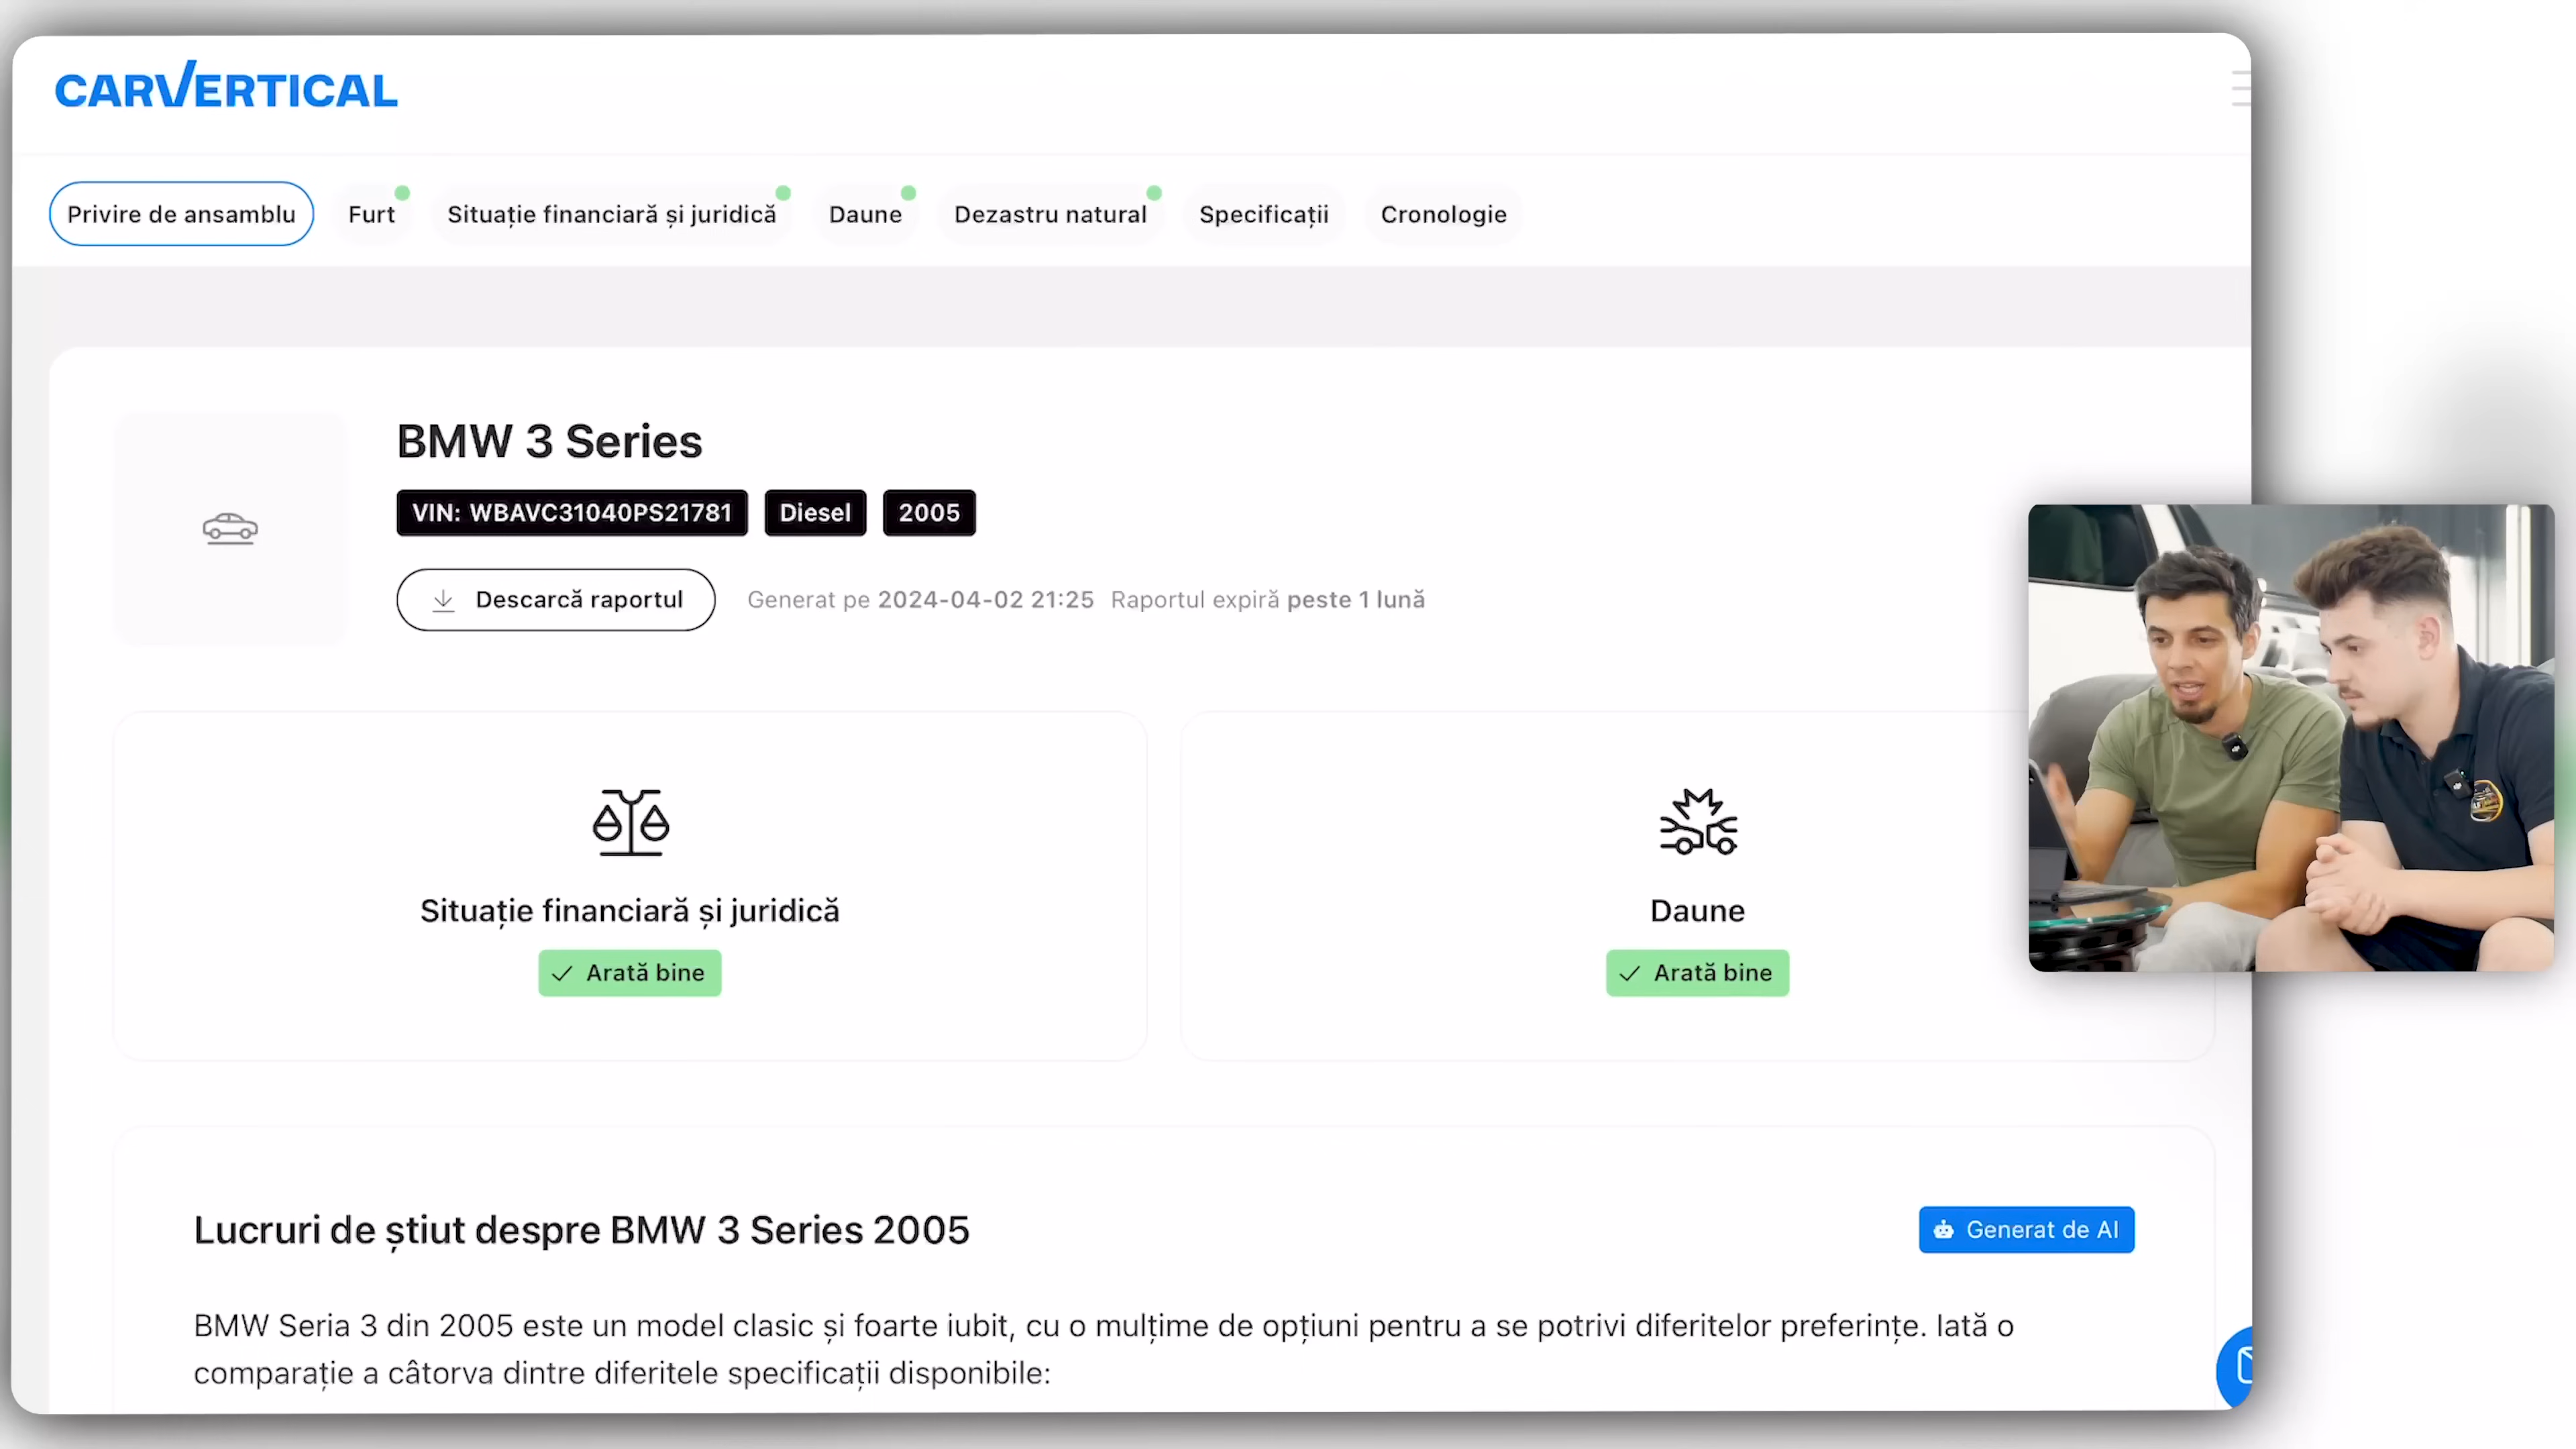 CARVERTICAL
Privire de ansamblu
Furt
Situație financiară și juridică
Daune
Dezastru natural
Specificații
Cronologie
BMW 3 Series
VIN: WBAVC31040PS21781
Diesel
2005
Descarcă raportul
Generat pe 2024-04-02 21:25 Raportul expiră peste 1 lună
Situație financiară și juridică
Arată bine
Daune
Arată bine
Lucruri de știut despre BMW 3 Series 2005
Generat de AI
BMW Seria 3 din 2005 este un model clasic și foarte iubit, cu o mulțime de opțiuni pentru a se potrivi diferitelor preferințe. Iată o
comparație a câtorva dintre diferitele specificații disponibile: